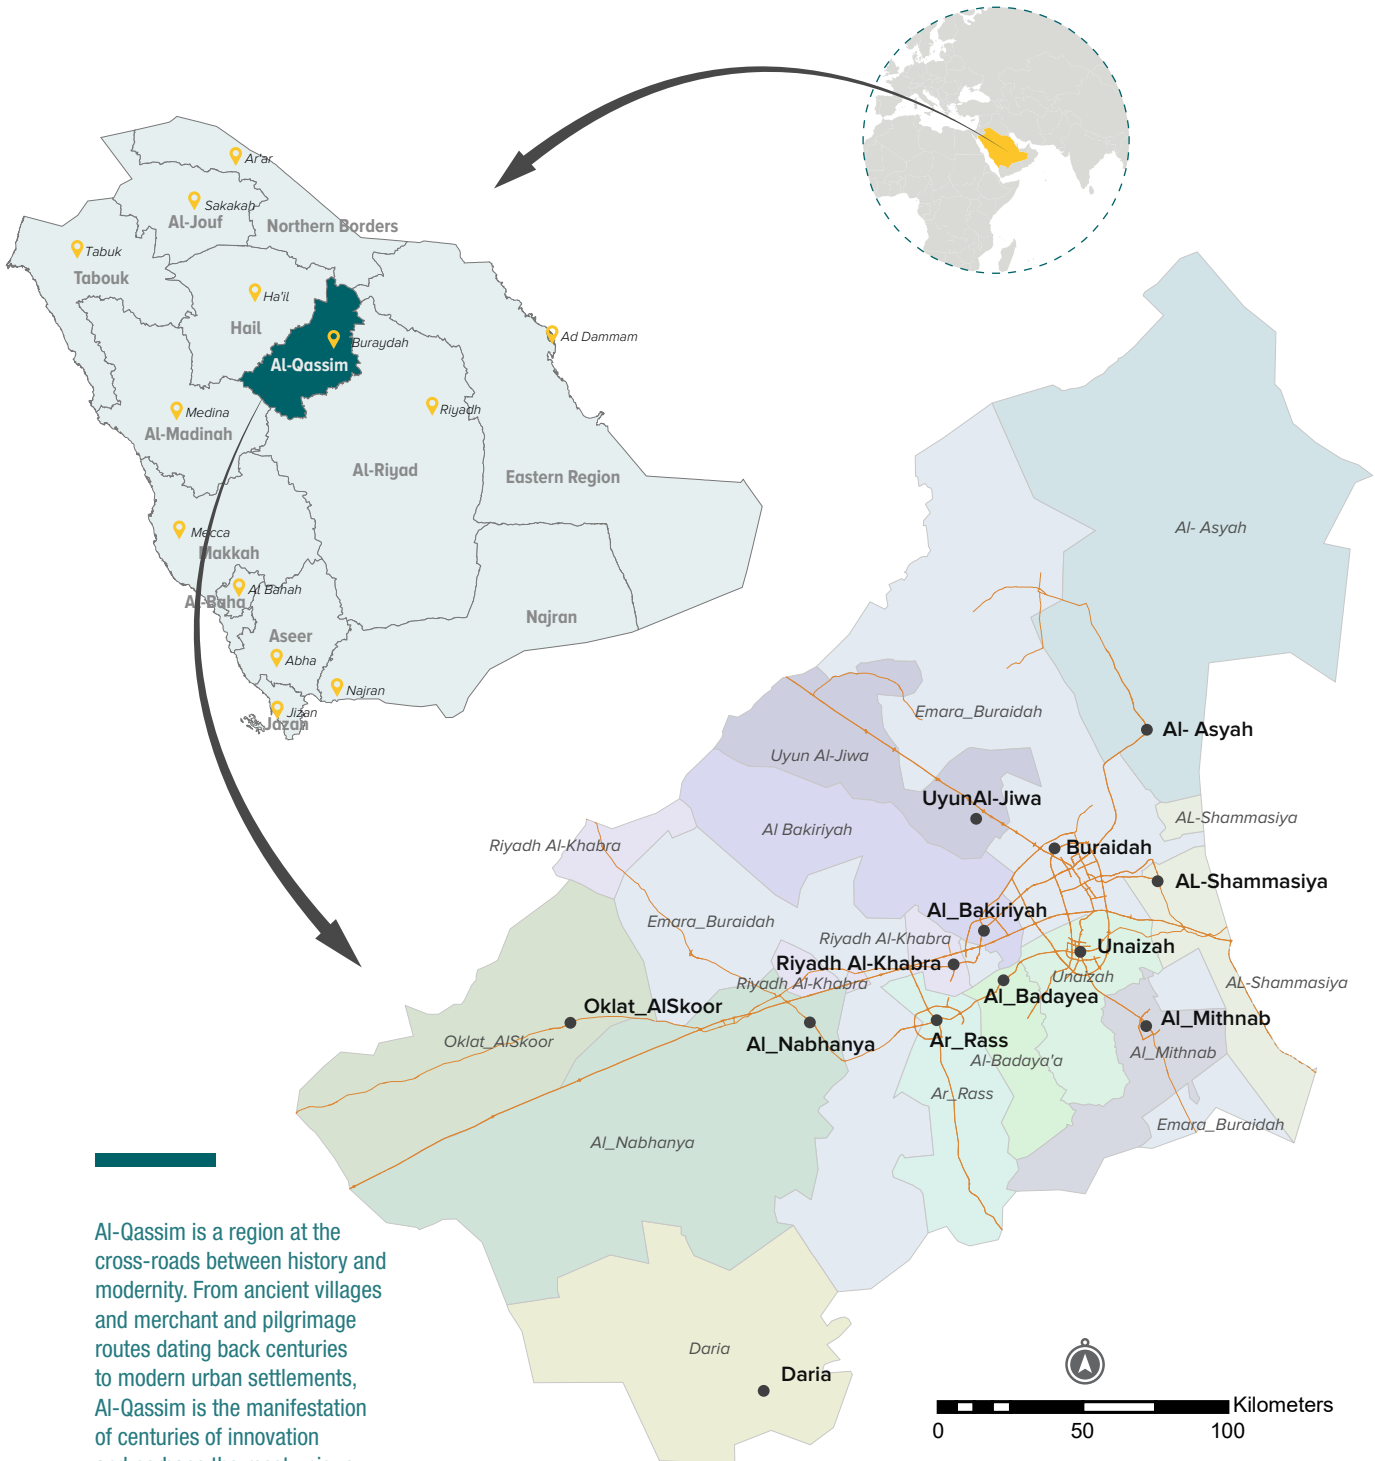 Ar'ar
Sakakah
Al-Jouf
Northern Borders
Tabuk
Tabouk
Ha'il
Hail
Buraydah
Al-Qassim
Ad Dammam
Medina
Al-Madinah
Riyadh
Al-Riyad
Eastern Region
Mecca
Makkah
Al Bahah
Al-Baha
Najran
Aseer
Abha
Najran
Jizan
Jazan
Al- Asyah
Emara_Buraidah
Al- Asyah
Uyun Al-Jiwa
UyunAl-Jiwa
AL-Shammasiya
Al Bakiriyah
Riyadh Al-Khabra
Buraidah
AL-Shammasiya
Emara_Buraidah
Al_Bakiriyah
Riyadh Al-Khabra
Unaizah
Riyadh Al-Khabra
Unaizah
Riyadh Al-Khabra
AL-Shammasiya
Al_Badayea
Oklat_AlSkoor
Al_Mithnab
Oklat_AlSkoor
Al_Nabhanya
Ar_Rass
Al_Mithnab
Al-Badaya'a
Ar_Rass
Emara_Buraidah
Al_Nabhanya
Daria
Daria
Kilometers
0 50 100
Al-Qassim is a region at the
cross-roads between history and
modernity. From ancient villages
and merchant and pilgrimage
routes dating back centuries
to modern urban settlements,
Al-Qassim is the manifestation
of centuries of innovation